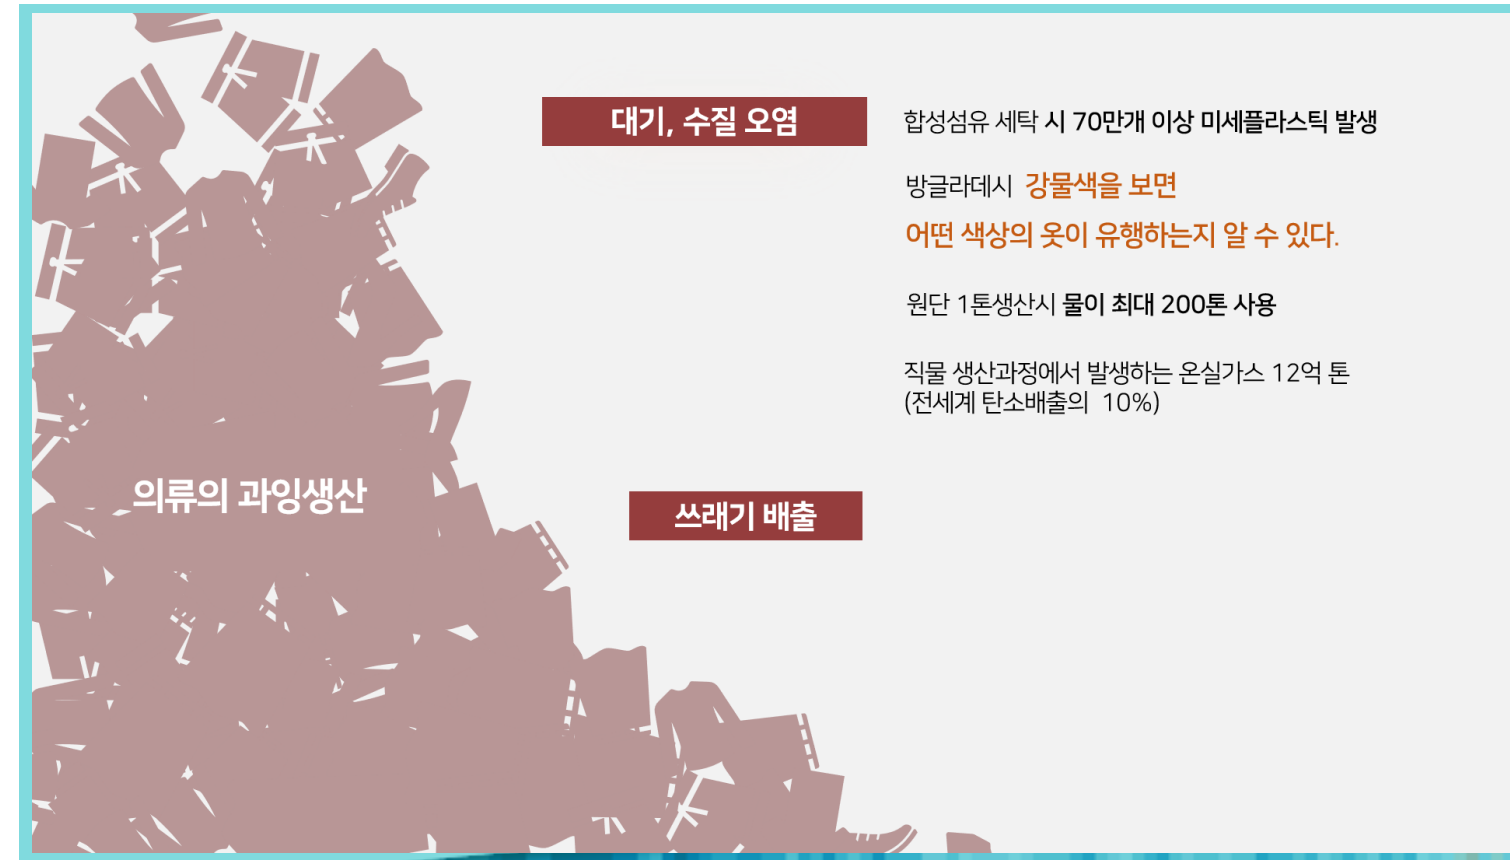 대기, 수질 오염
합성섬유 세탁 시 70만개 이상 미세플라스틱 발생
방글라데시 강물색을 보면
어떤 색상의 옷이 유행하는지 알 수 있다.
원단 1톤생산시 물이 최대 200톤 사용
직물 생산과정에서 발생하는 온실가스 12억 톤
(전세계 탄소배출의 10%)
의류의 과잉생산
쓰래기 배출